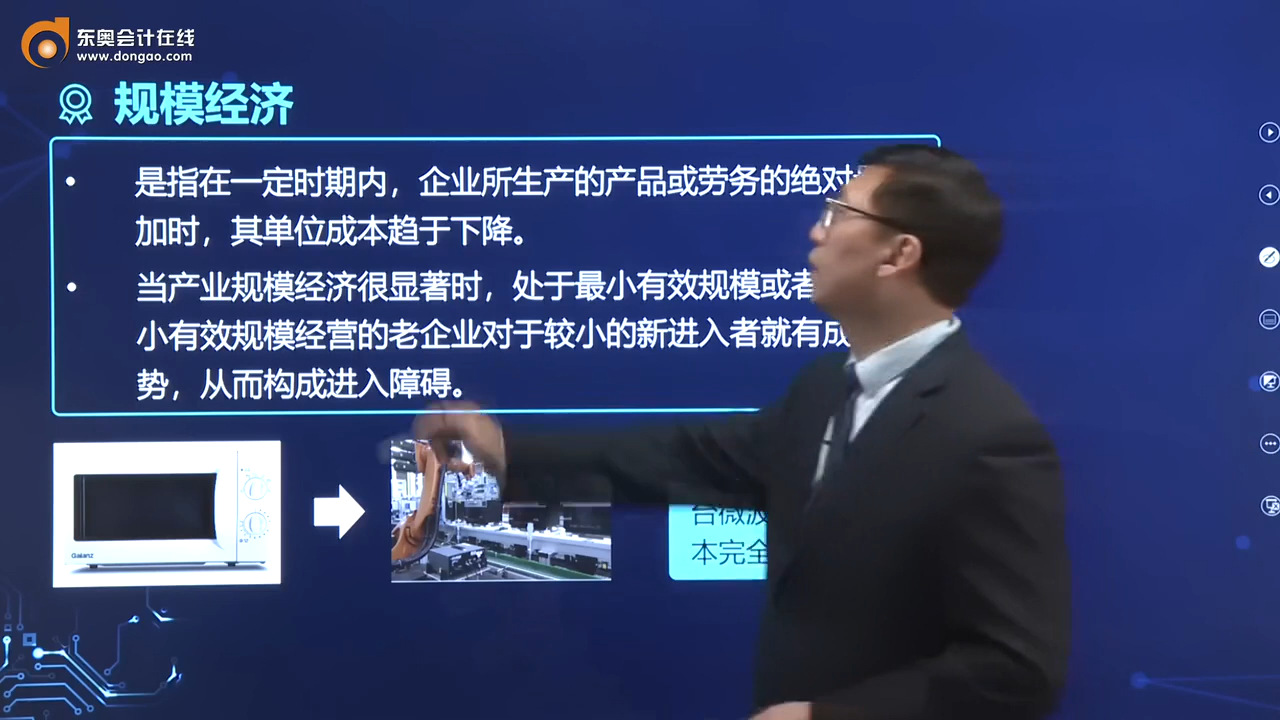 东奥会计在线
www.dongao.com
规模经济
是指在一定时期内，企业所生产的产品或劳务的绝对
加时，其单位成本趋于下降。
当产业规模经济很显著时，处于最小有效规模或者
小有效规模经营的老企业对于较小的新进入者就有成
势，从而构成进入障碍。
Galanz
台微波
本完全